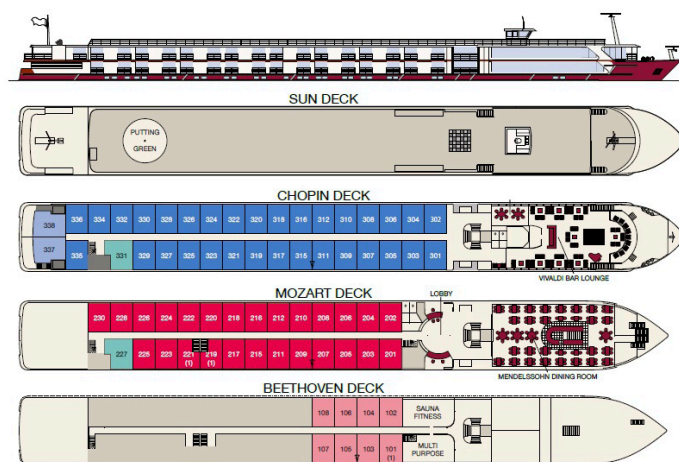 SUN DECK
PUTTING
GREEN
CHOPIN DECK
338 336 334 332 330 328 326 324 322 320 318 316 312 310 308 306 304 302
337 335 331 329 327 325 323 321 319 317 315 311 309 307 305 303 301
VIVALDI BAR LOUNGE
MOZART DECK
LOBBY
230 228 226 224 222 220 218 216 212 210 208 206 204 202
227 225 223 221 219 217 215 211 209 207 205 203 201
(1) (1)
MENDELSSOHN DINING ROOM
BEETHOVEN DECK
108 106 104 102
SAUNA
FITNESS
107 105 103 101
(1)
MULTI
PURPOSE